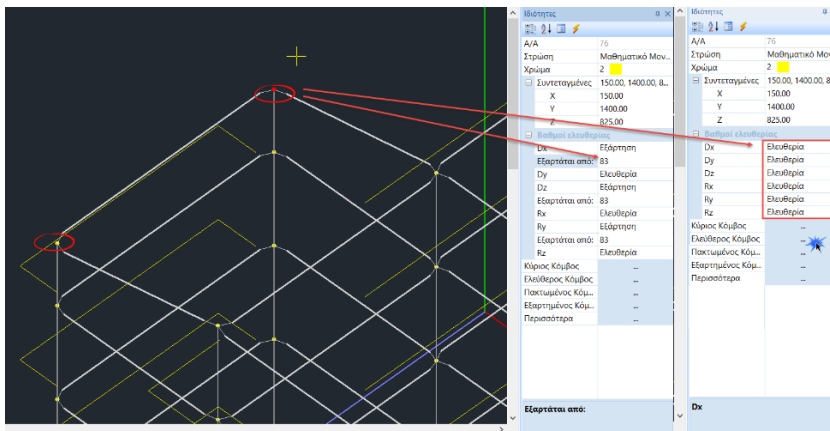 Ιδιότητες
Α/Α 76
Στρώση Μαθηματικό Μον...
Χρώμα 2
Συντεταγμένες 150.00, 1400.00, 8...
X 150.00
Y 1400.00
Z 825.00
Βαθμοί ελευθερίας
Dx Εξάρτηση
Εξαρτάται από: 83
Dy Ελευθερία
Dz Εξάρτηση
Εξαρτάται από: 83
Rx Ελευθερία
Ry Εξάρτηση
Εξαρτάται από: 83
Rz Ελευθερία
Κύριος Κόμβος ..
Ελεύθερος Κόμβος ..
Πακτωμένος Κόμ... ..
Εξαρτημένος Κόμ... ..
Περισσότερα ..
Εξαρτάται από:
Ιδιότητες
Α/Α 76
Στρώση Μαθηματικό Μον
Χρώμα 2
Συντεταγμένες 150.00, 1400.00, 8
X 150.00
Y 1400.00
Z 825.00
Βαθμοί ελευθερίας
Dx Ελευθερία
Dy Ελευθερία
Dz Ελευθερία
Rx Ελευθερία
Ry Ελευθερία
Rz Ελευθερία
Κύριος Κόμβος ..
Ελεύθερος Κόμβος ..
Πακτωμένος Κόμ... ..
Εξαρτημένος Κόμ... ..
Περισσότερα ..
Dx